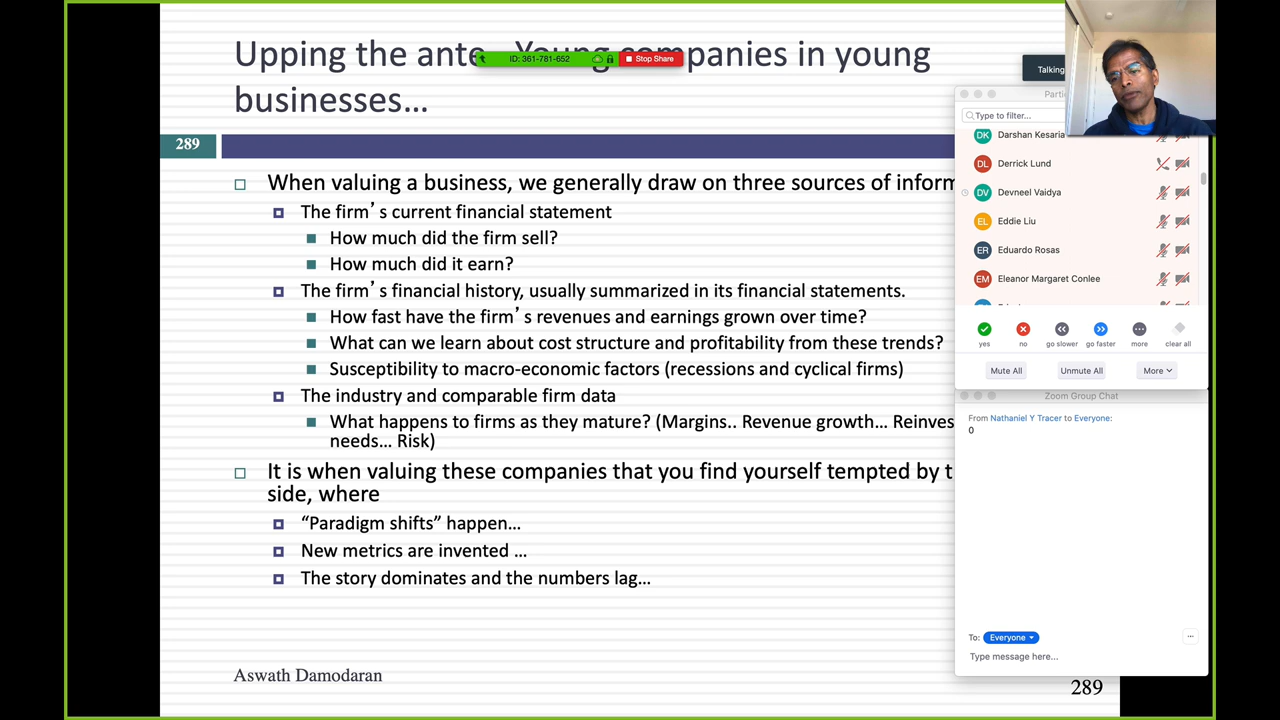 Upping the ante.. Young companies in young
businesses…
ID: 361-781-652
Stop Share
289
When valuing a business, we generally draw on three sources of inform
The firm's current financial statement
How much did the firm sell?
How much did it earn?
The firm's financial history, usually summarized in its financial statements.
How fast have the firm's revenues and earnings grown over time?
What can we learn about cost structure and profitability from these trends?
Susceptibility to macro-economic factors (recessions and cyclical firms)
The industry and comparable firm data
What happens to firms as they mature? (Margins.. Revenue growth… Reinves
needs… Risk)
It is when valuing these companies that you find yourself tempted by t
side, where
“Paradigm shifts” happen…
New metrics are invented …
The story dominates and the numbers lag…
Aswath Damodaran
289
Talking
Parti
Type to filter...
DK Darshan Kesaria
DL Derrick Lund
DV Devneel Vaidya
EL Eddie Liu
ER Eduardo Rosas
EM Eleanor Margaret Conlee
yes no go slower go faster more clear all
Mute All Unmute All More
Zoom Group Chat
From Nathaniel Y Tracer to Everyone:
0
To: Everyone
Type message here...